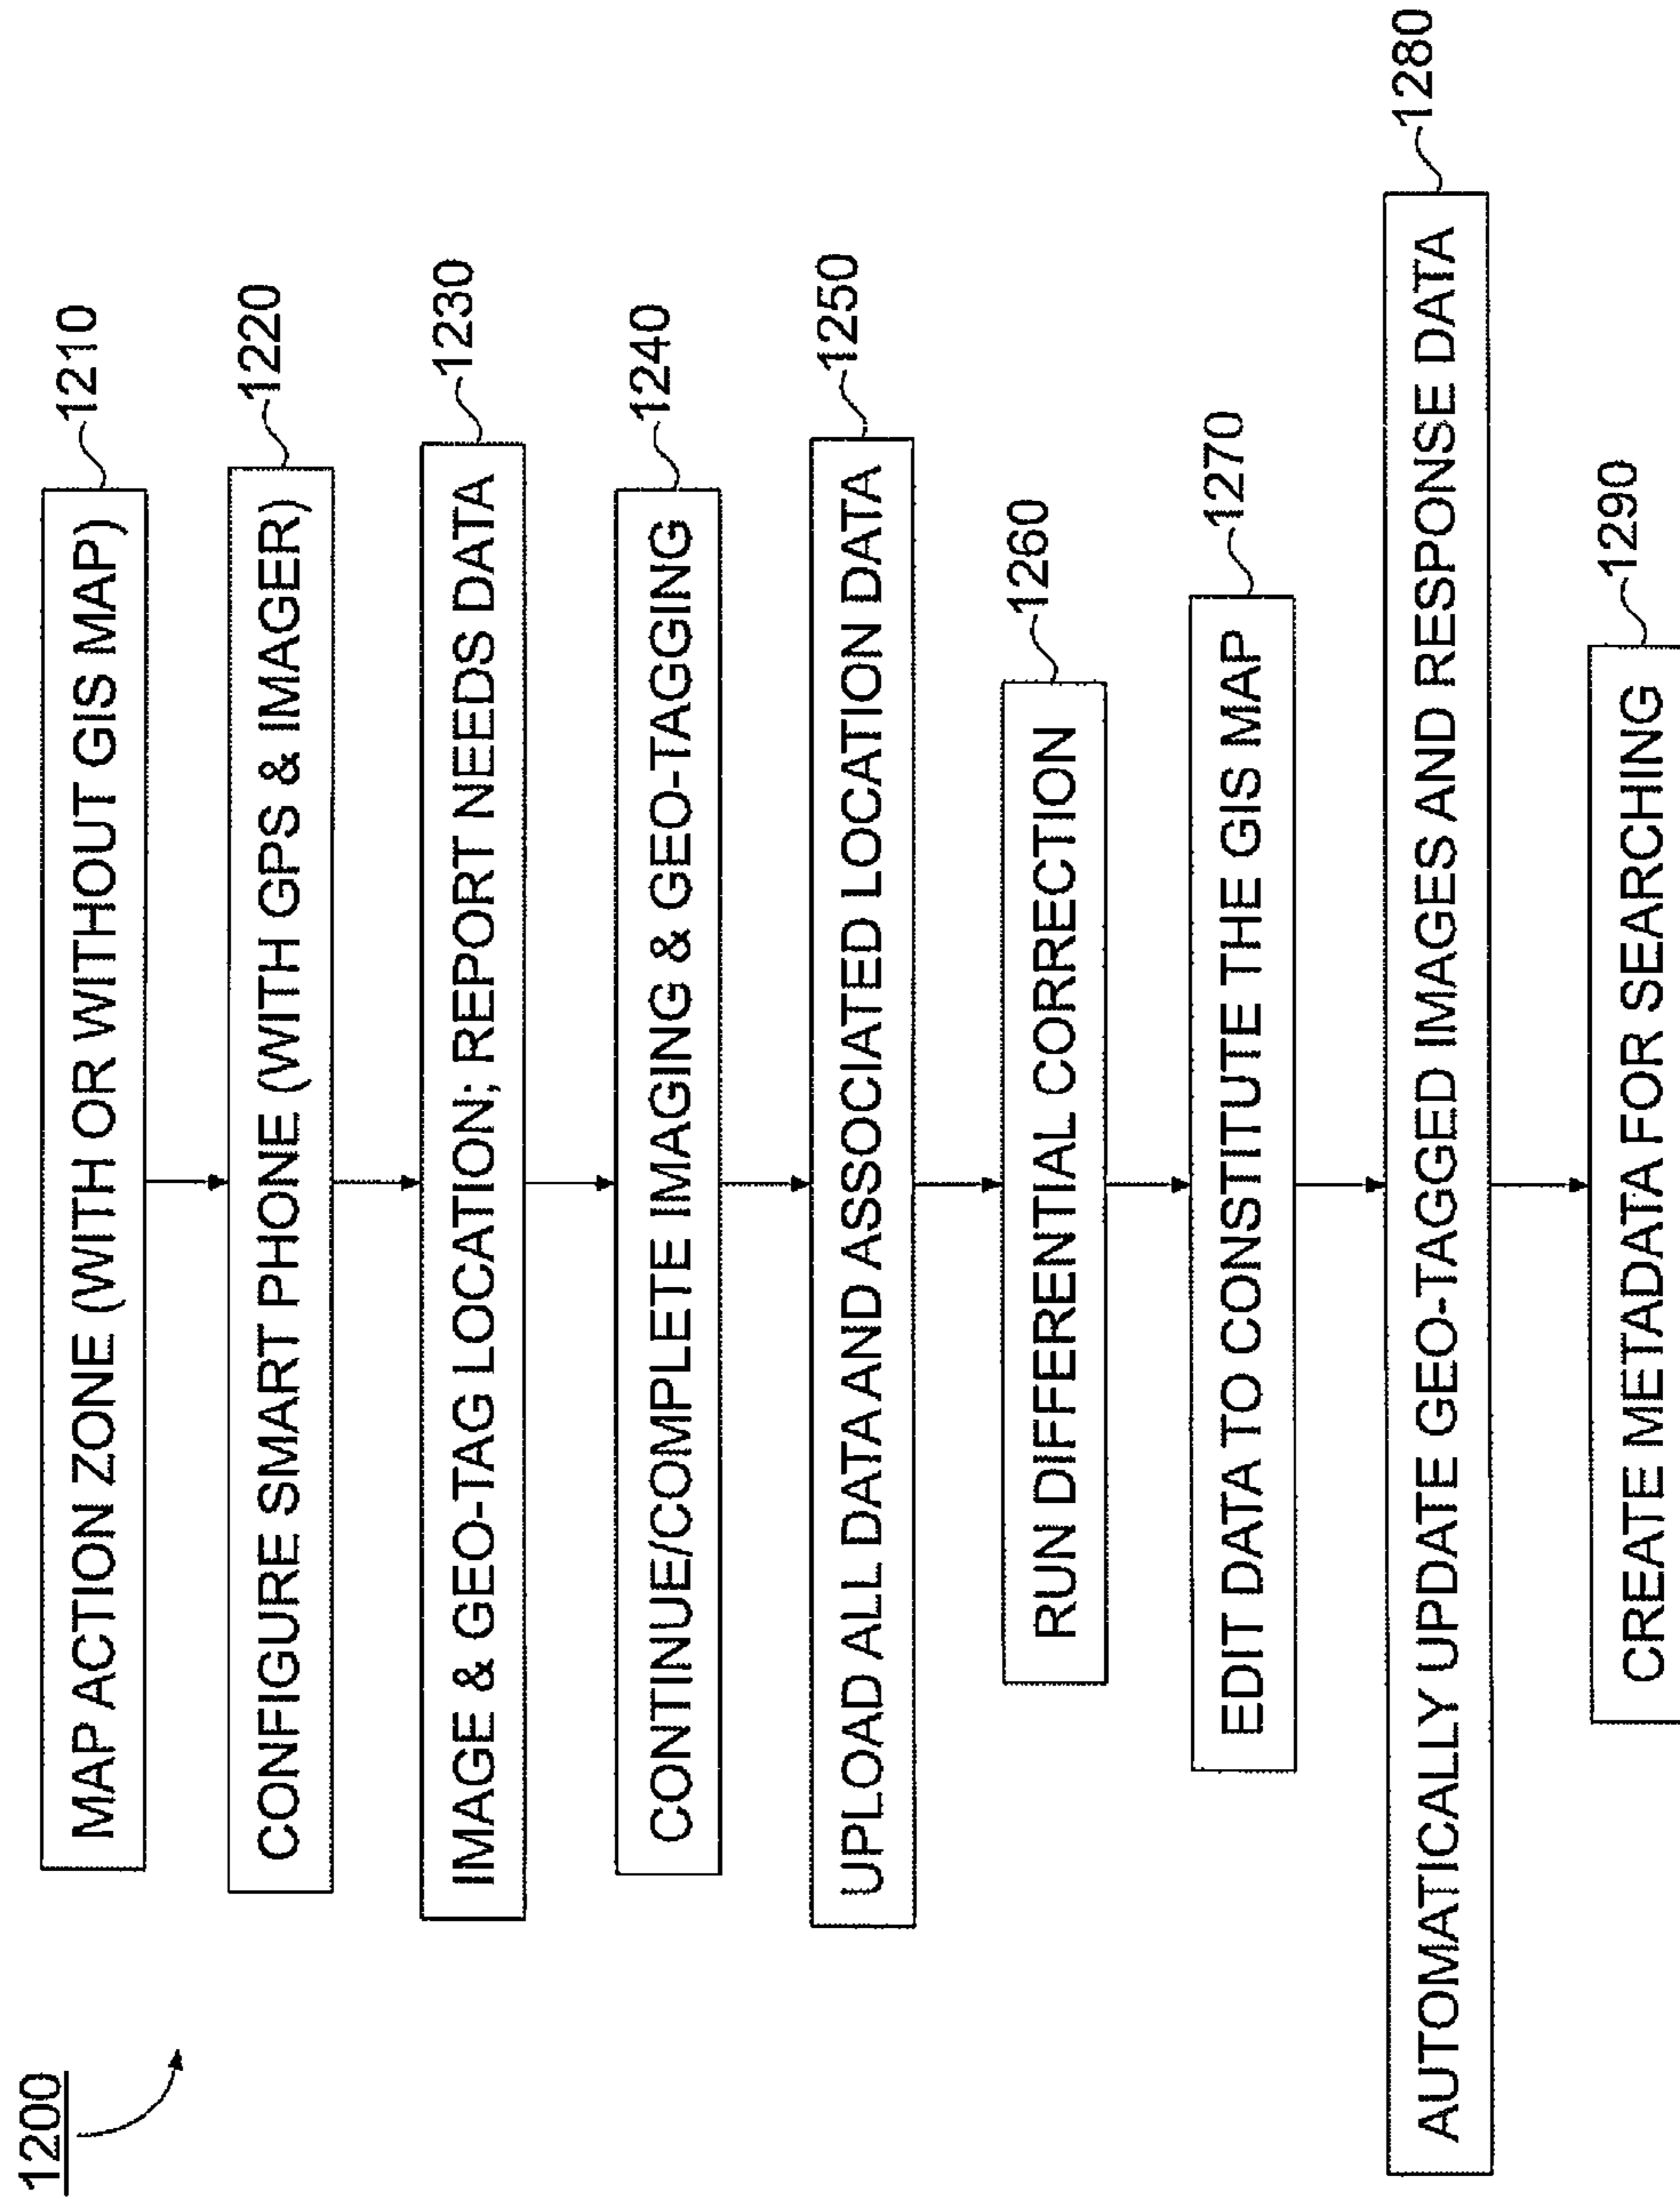 1200
MAP ACTION ZONE (WITH OR WITHOUT GIS MAP)
1210
CONFIGURE SMART PHONE (WITH GPS & IMAGER)
1220
IMAGE & GEO-TAG LOCATION; REPORT NEEDS DATA
1230
CONTINUE/COMPLETE IMAGING & GEO-TAGGING
1240
UPLOAD ALL DATA AND ASSOCIATED LOCATION DATA
1250
RUN DIFFERENTIAL CORRECTION
1260
EDIT DATA TO CONSTITUTE THE GIS MAP
1270
AUTOMATICALLY UPDATE GEO-TAGGED IMAGES AND RESPONSE DATA
1280
CREATE METADATA FOR SEARCHING
1290